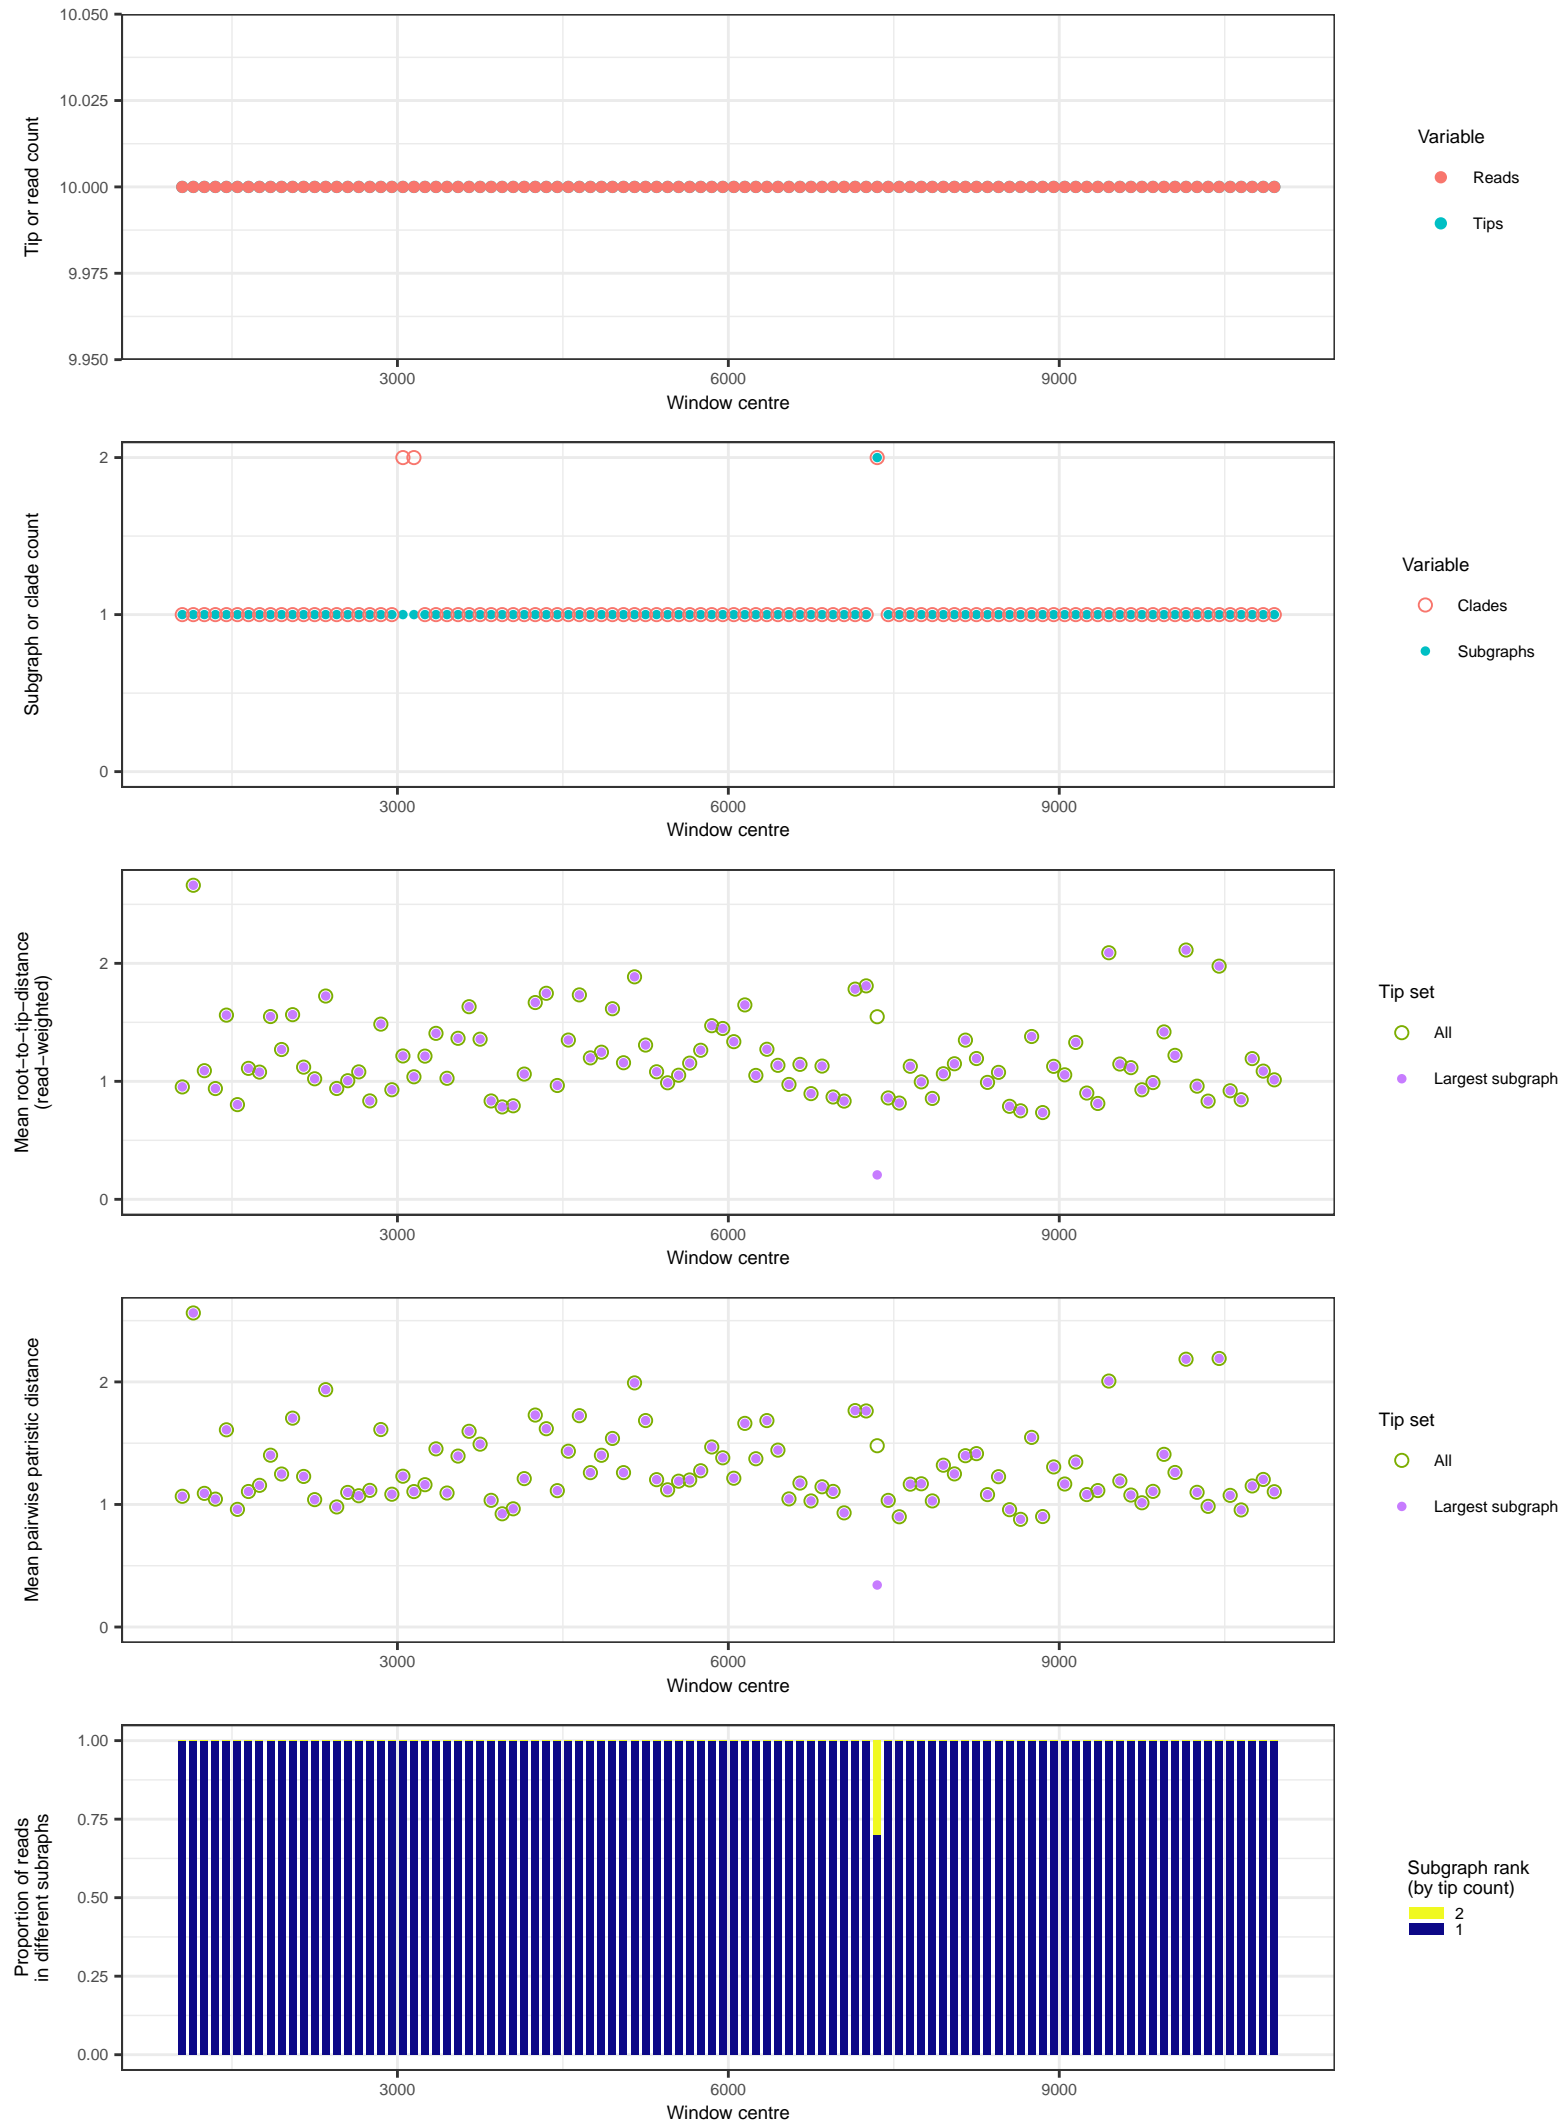 10.050
10.025
10.000
9.975
9.950
Tip or read count
3000
6000
9000
Window centre
Variable
Reads
Tips
2
1
0
Subgraph or clade count
3000
6000
9000
Window centre
Variable
Clades
Subgraphs
2
1
0
Mean root−to−tip−distance
(read−weighted)
3000
6000
9000
Window centre
Tip set
All
Largest subgraph
2
1
0
Mean pairwise patristic distance
3000
6000
9000
Window centre
Tip set
All
Largest subgraph
1.00
0.75
0.50
0.25
0.00
Proportion of reads
in different subraphs
3000
6000
9000
Window centre
Subgraph rank
(by tip count)
2
1